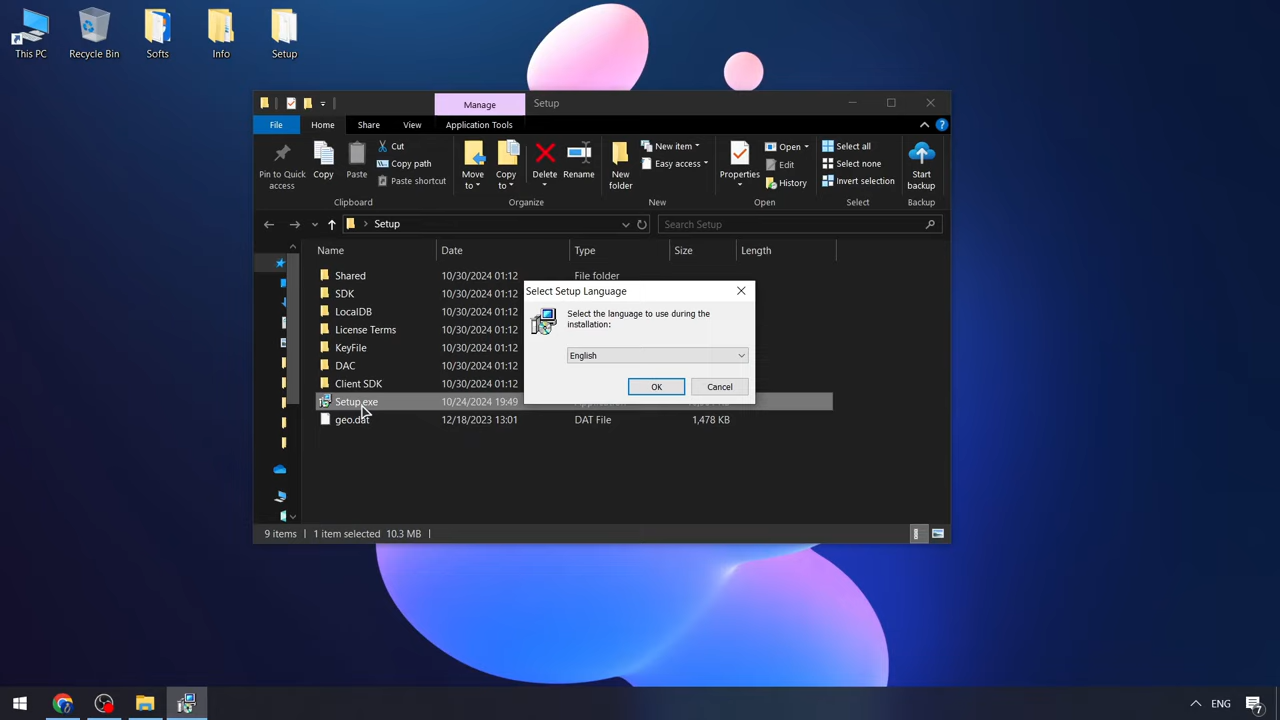 This PC
Recycle Bin
Softs
Info
Setup
Manage
Setup
File
Home
Share
View
Application Tools
Pin to Quick
access
Copy
Paste
Cut
Copy path
Paste shortcut
Clipboard
Move
to
Copy
to
Delete
Rename
Organize
New
folder
New item
Easy access
New
Properties
Open
Edit
History
Open
Select all
Select none
Invert selection
Select
Start
backup
Backup
Setup
Search Setup
Name
Date
Type
Size
Length
Shared
10/30/2024 01:12
File folder
SDK
10/30/2024 01:12
LocalDB
10/30/2024 01:12
License Terms
10/30/2024 01:12
KeyFile
10/30/2024 01:12
DAC
10/30/2024 01:12
Client SDK
10/30/2024 01:12
Setup.exe
10/24/2024 19:49
geo.dat
12/18/2023 13:01
DAT File
1,478 KB
Select Setup Language
Select the language to use during the
installation:
English
OK
Cancel
9 items
1 item selected 10.3 MB
ENG
7